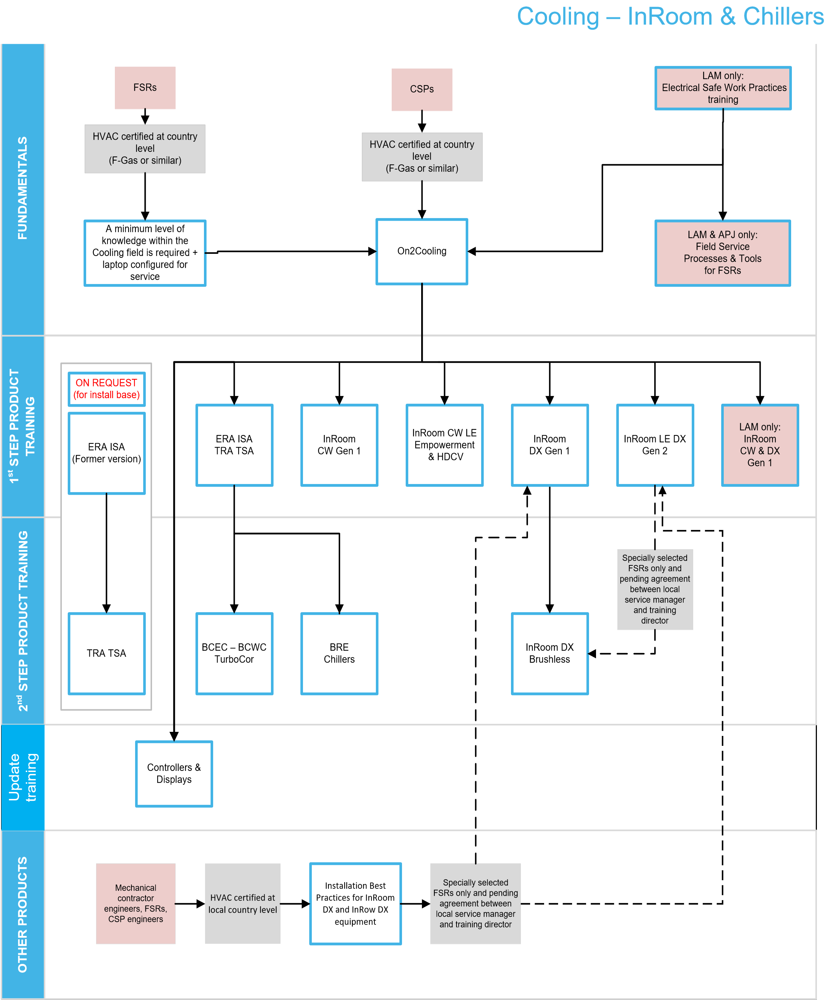 Cooling – InRoom & Chillers
FUNDAMENTALS
FSRs
CSPs
LAM only:
Electrical Safe Work Practices
training
HVAC certified at country
level
(F-Gas or similar)
HVAC certified at country
level
(F-Gas or similar)
A minimum level of
knowledge within the
Cooling field is required +
laptop configured for
service
On2Cooling
LAM & APJ only:
Field Service
Processes & Tools
for FSRs
1st STEP PRODUCT
TRAINING
ON REQUEST
(for install base)
ERA ISA
(Former version)
ERA ISA
TRA TSA
InRoom
CW Gen 1
InRoom CW LE
Empowerment
& HDCV
InRoom
DX Gen 1
InRoom LE DX
Gen 2
LAM only:
InRoom
CW & DX
Gen 1
2nd STEP PRODUCT TRAINING
Specially selected
FSRs only and
pending agreement
between local
service manager
and training
director
TRA TSA
BCEC – BCWC
TurboCor
BRE
Chillers
InRoom DX
Brushless
Update
training
Controllers &
Displays
OTHER PRODUCTS
Mechanical
contractor
engineers, FSRs,
CSP engineers
HVAC certified at
local country level
Installation Best
Practices for InRoom
DX and InRow DX
equipment
Specially selected
FSRs only and pending
agreement between
local service manager
and training director